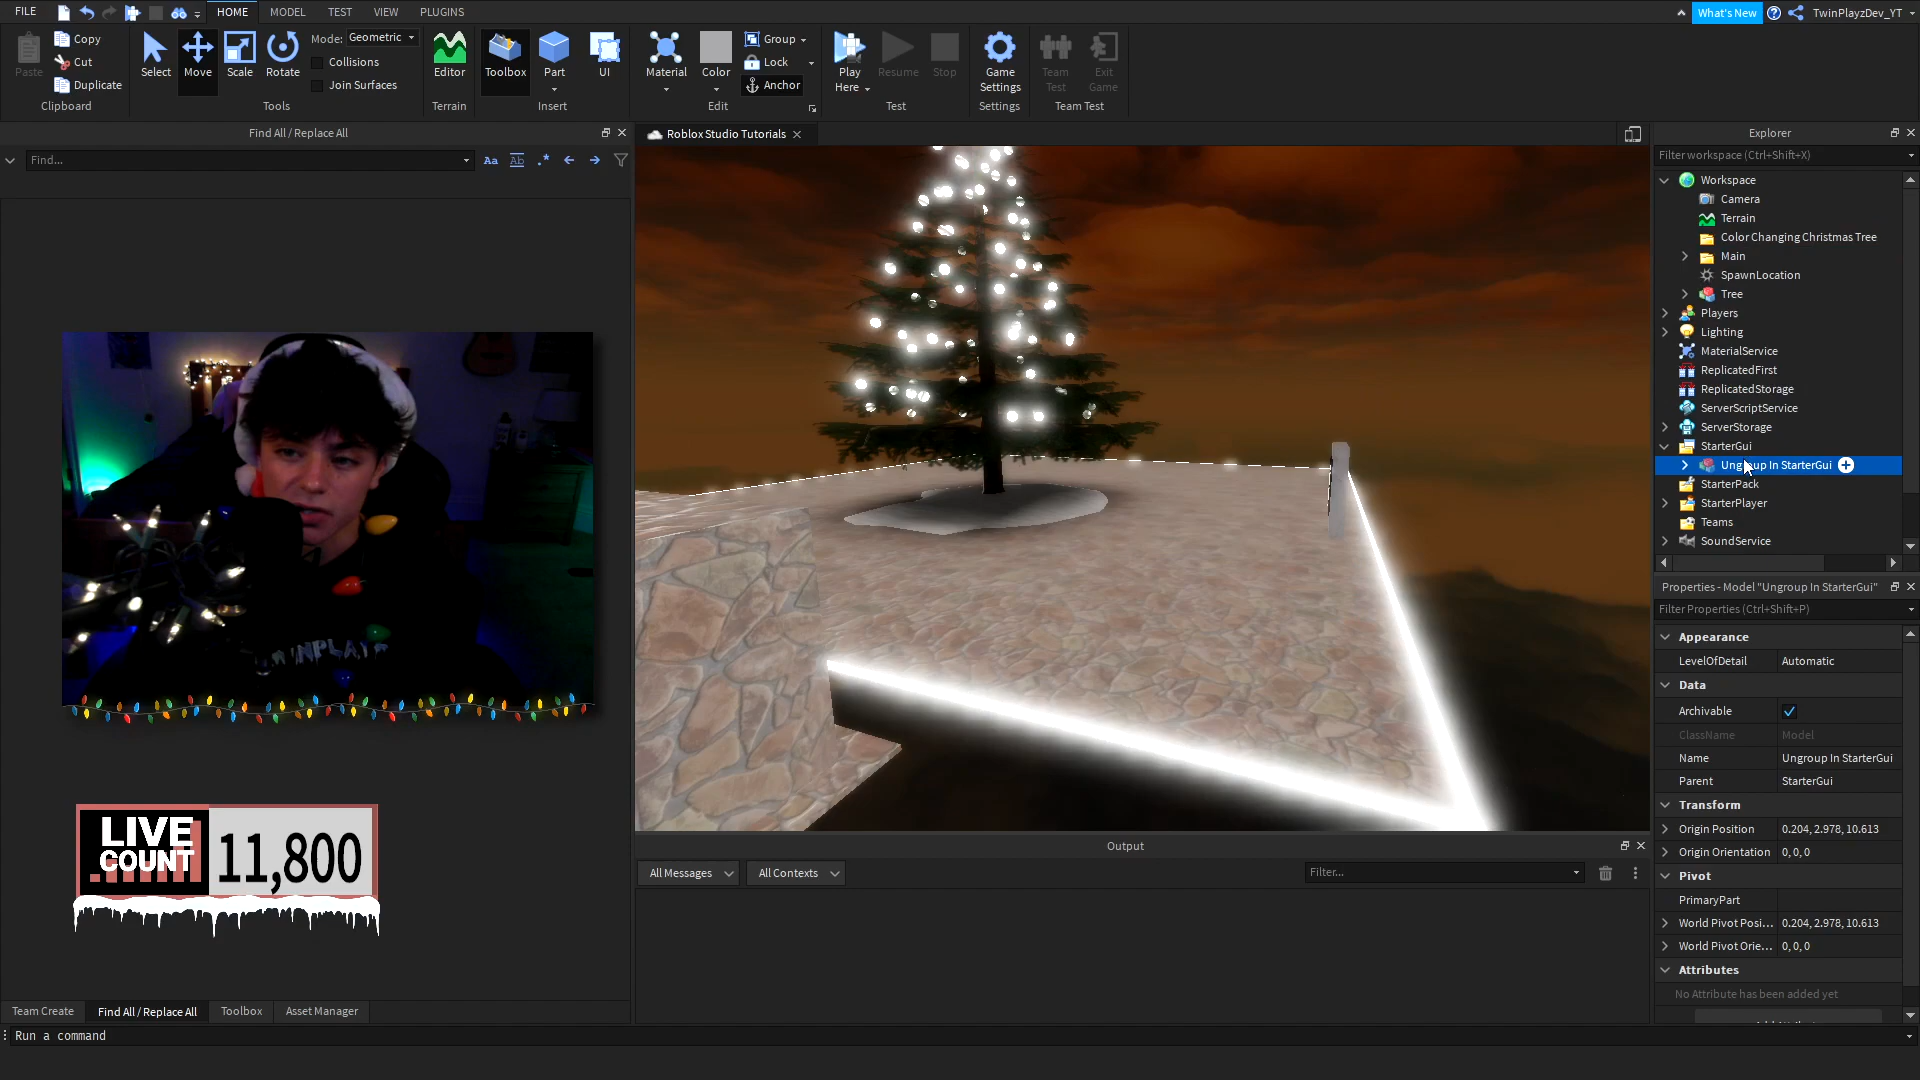 FILE
HOME
MODEL
TEST
VIEW
PLUGINS
What's New
TwinPlayzDev_YT
Paste
Copy
Cut
Duplicate
Clipboard
Select
Move
Scale
Rotate
Mode: Geometric
Collisions
Join Surfaces
Tools
Editor
Terrain
Toolbox
Part
UI
Insert
Material
Color
Group
Lock
Anchor
Edit
Play Here
Resume
Stop
Test
Game Settings
Settings
Team Test
Exit Game
Team Test
Find All / Replace All
Find...
Aa
Ab
Roblox Studio Tutorials
Explorer
Filter workspace (Ctrl+Shift+X)
Workspace
Camera
Terrain
Color Changing Christmas Tree
Main
SpawnLocation
Tree
Players
Lighting
MaterialService
ReplicatedFirst
ReplicatedStorage
ServerScriptService
ServerStorage
StarterGui
Ungroup In StarterGui
StarterPack
StarterPlayer
Teams
SoundService
Properties - Model "Ungroup In StarterGui"
Filter Properties (Ctrl+Shift+P)
Appearance
LevelOfDetail Automatic
Data
Archivable
ClassName Model
Name Ungroup In StarterGui
Parent StarterGui
Transform
Origin Position 0.204, 2.978, 10.613
Origin Orientation 0, 0, 0
Pivot
PrimaryPart
World Pivot Posi... 0.204, 2.978, 10.613
World Pivot Orie... 0, 0, 0
Attributes
No Attribute has been added yet
LIVE
COUNT
11,800
Output
All Messages
All Contexts
Filter...
Team Create
Find All / Replace All
Toolbox
Asset Manager
Run a command